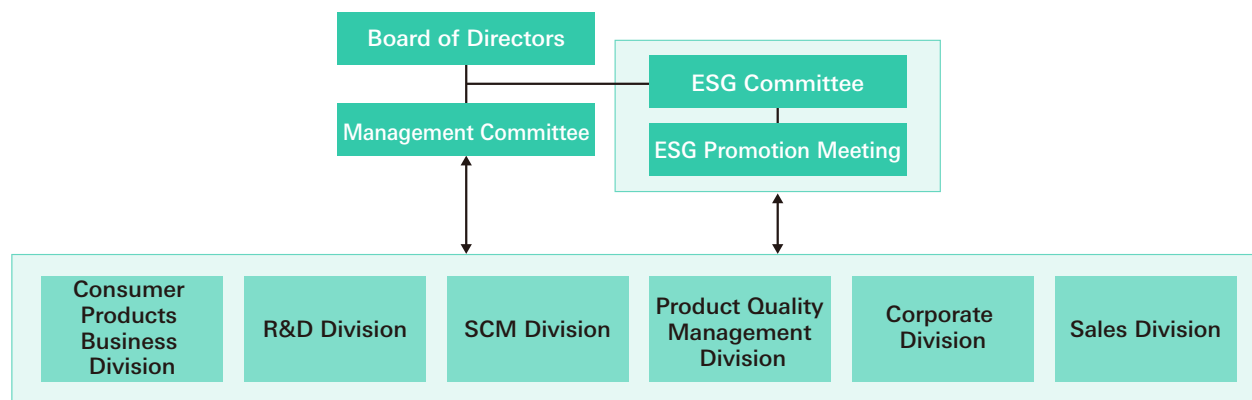 Board of Directors
ESG Committee
Management Committee
ESG Promotion Meeting
Consumer
Products
Business
Division
R&D Division
SCM Division
Product Quality
Management
Division
Corporate
Division
Sales Division